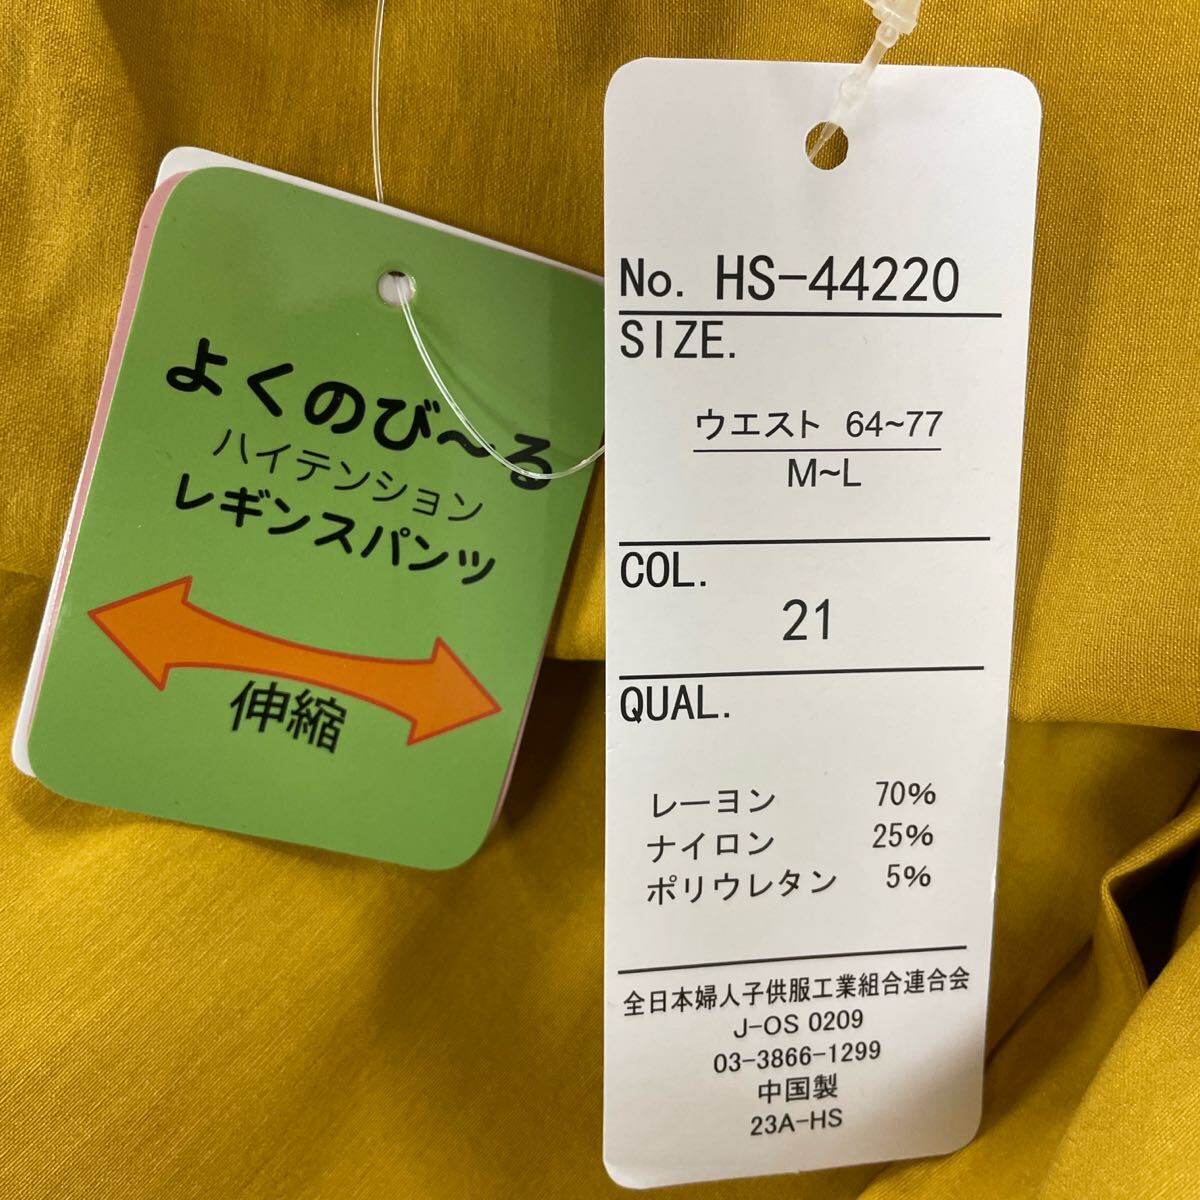 よくのび〜る
ハイテンション
レギンスパンツ
伸縮
No. HS-44220
SIZE.
ウエスト 64~77
M~L
COL.
21
QUAL.
レーヨン 70%
ナイロン 25%
ポリウレタン 5%
全日本婦人子供服工業組合連合会
J-OS 0209
03-3866-1299
中国製
23A-HS